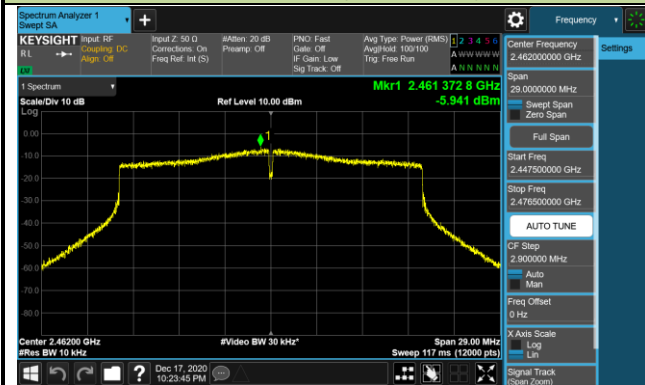 Spectrum Analyzer 1
Swept SA
Frequency
KEYSIGHT
Input: RF
Input Z: 50 Ω
#Atten: 20 dB
PNO: Fast
Avg Type: Power (RMS)
1 2 3 4 5 6
RL
Coupling: DC
Corrections: On
Preamp: Off
Gate: Off
Avg|Hold: 100/100
A WWWWW
Align: Off
Freq Ref: Int (S)
IF Gain: Low
Trig: Free Run
Sig Track: Off
A N N N N N
Center Frequency
2.462000000 GHz
Settings
Span
29.0000000 MHz
Swept Span
Zero Span
Full Span
Start Freq
2.447500000 GHz
Stop Freq
2.476500000 GHz
AUTO TUNE
CF Step
2.900000 MHz
Auto
Man
Freq Offset
0 Hz
X Axis Scale
Log
Lin
Signal Track
(Span Zoom)
1 Spectrum
Mkr1 2.461 372 8 GHz
Scale/Div 10 dB
Ref Level 10.00 dBm
-5.941 dBm
Log
1
0.00
-10.0
-20.0
-30.0
-40.0
-50.0
-60.0
-70.0
-80.0
Center 2.46200 GHz
#Video BW 30 kHz*
Span 29.00 MHz
#Res BW 10 kHz
Sweep 117 ms (12000 pts)
?
Dec 17, 2020
10:23:45 PM